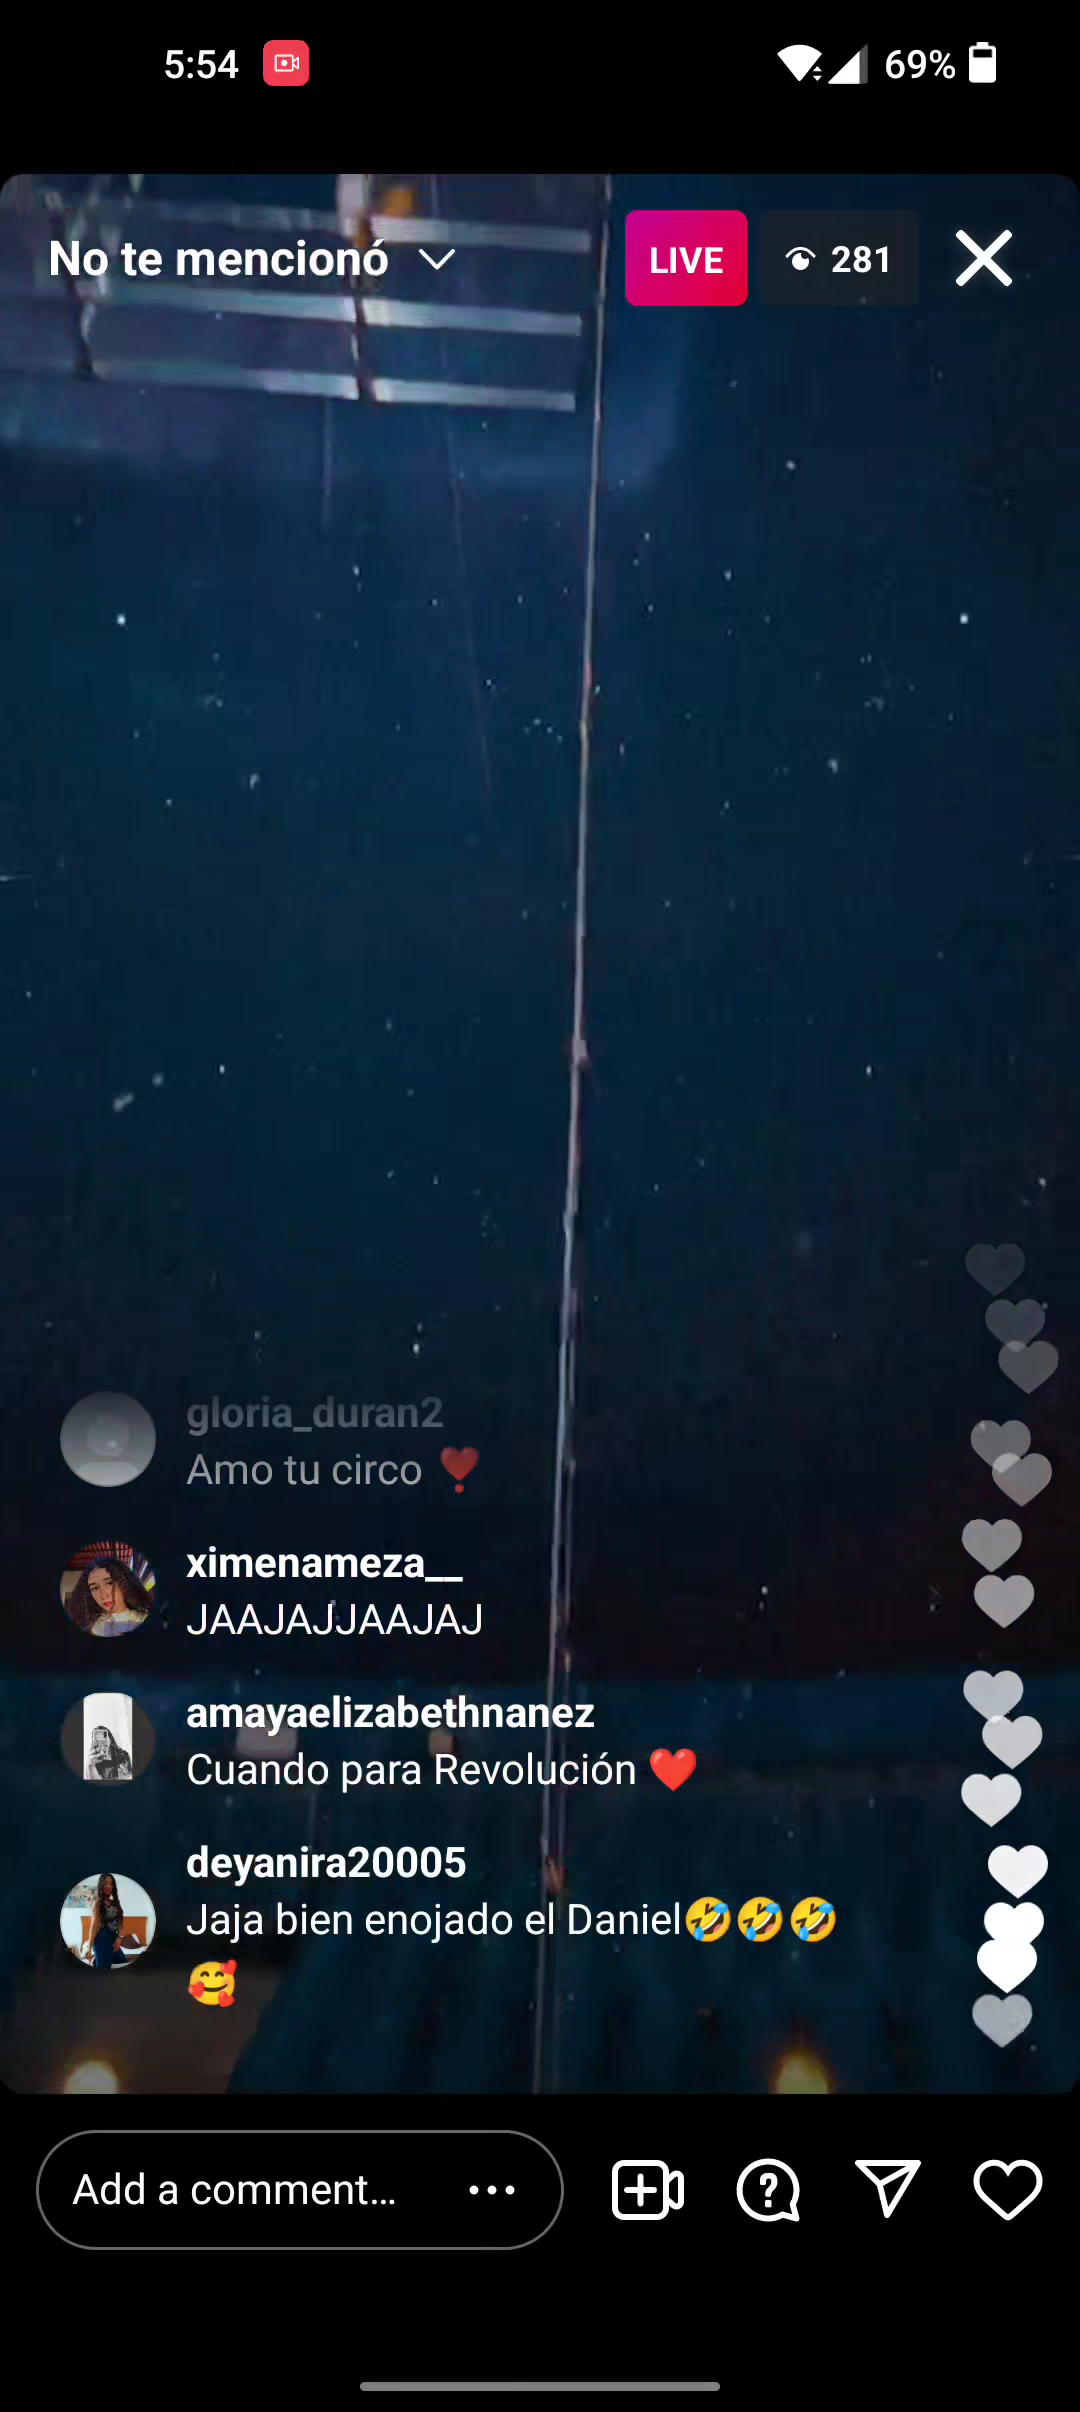 5:54
69%
No te mencionó
LIVE
281
gloria_duran2
Amo tu circo ❣️
ximenameza__
JAAJAJJAAJAJ
amayaelizabethnanez
Cuando para Revolución ❤️
deyanira20005
Jaja bien enojado el Daniel🤣🤣🤣
🥰
Add a comment...